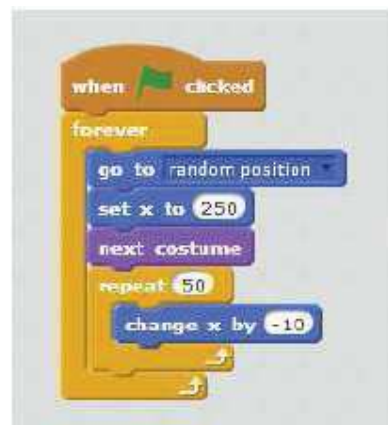 when clicked
forever
go to random position
set x to 250
next costume
repeat 50
change x by -10